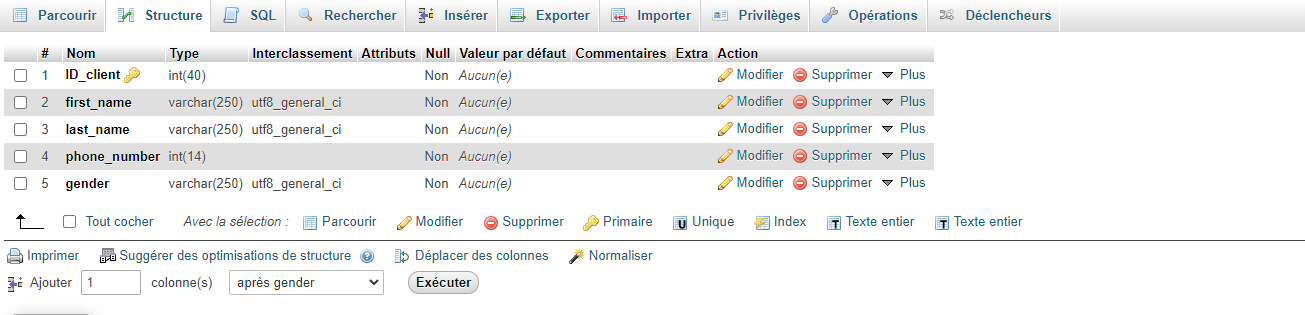 Parcourir Structure SQL Rechercher Insérer Exporter Importer Privilèges Opérations Déclencheurs
# Nom Type Interclassement Attributs Null Valeur par défaut Commentaires Extra Action
1 ID_client int(40) Non Aucun(e) Modifier Supprimer Plus
2 first_name varchar(250) utf8_general_ci Non Aucun(e) Modifier Supprimer Plus
3 last_name varchar(250) utf8_general_ci Non Aucun(e) Modifier Supprimer Plus
4 phone_number int(14) Non Aucun(e) Modifier Supprimer Plus
5 gender varchar(250) utf8_general_ci Non Aucun(e) Modifier Supprimer Plus
Tout cocher Avec la sélection : Parcourir Modifier Supprimer Primaire Unique Index Texte entier Texte entier
Imprimer Suggérer des optimisations de structure Déplacer des colonnes Normaliser
Ajouter 1 colonne(s) après gender Exécuter